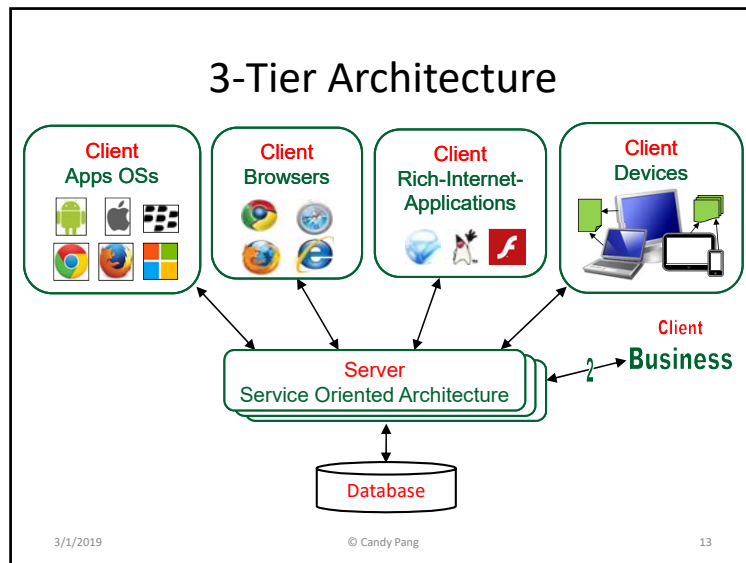 3-Tier Architecture
Client
Apps OSs
Client
Browsers
Client
Rich-Internet-
Applications
Client
Devices
Server
Service Oriented Architecture
2
Client
Business
Database
3/1/2019
© Candy Pang
13